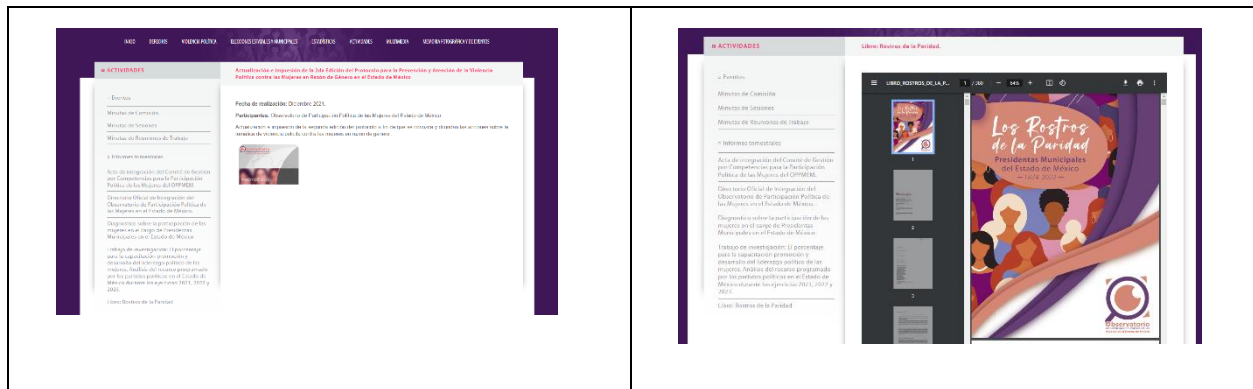 INICIO DERECHOS VIOLENCIA POLÍTICA ELECCIONES ESTATALES Y MUNICIPALES ESTADÍSTICAS ACTIVIDADES MULTIMEDIA MEMORIA FOTOGRÁFICA Y DE EVENTOS
ACTIVIDADES
Eventos
Minutas de Comisión
Minutas de Sesiones
Minutas de Reuniones de Trabajo
Informes trimestrales
Acta de integración del Comité de Gestión
por Competencias para la Participación
Política de las Mujeres del OPPMEM.
Directorio Oficial de Integración del
Observatorio de Participación Política de
las Mujeres en el Estado de México.
Diagnóstico sobre la participación de las
mujeres en el cargo de Presidentas
Municipales en el Estado de México
Trabajo de investigación: El porcentaje
para la capacitación promoción y
desarrollo del liderazgo político de las
mujeres. Análisis del recurso programado
por los partidos políticos en el Estado de
México durante los ejercicios 2021, 2022 y
2023.
Libro: Rostros de la Paridad
Actualización e Impresión de la 2da Edición del Protocolo para la Prevención y Atención de la Violencia
Política contra las Mujeres en Razón de Género en el Estado de México
Fecha de realización: Diciembre 2021.
Participantes: Observatorio de Participación Política de las Mujeres del Estado de México
ACTIVIDADES
Eventos
Minutas de Comisión
Minutas de Sesiones
Minutas de Reuniones de Trabajo
Informes trimestrales
Acta de integración del Comité de Gestión
por Competencias para la Participación
Política de las Mujeres del OPPMEM.
Directorio Oficial de Integración del
Observatorio de Participación Política de
las Mujeres en el Estado de México.
Diagnóstico sobre la participación de las
mujeres en el cargo de Presidentas
Municipales en el Estado de México
Trabajo de investigación: El porcentaje
para la capacitación promoción y
desarrollo del liderazgo político de las
mujeres. Análisis del recurso programado
por los partidos políticos en el Estado de
México durante los ejercicios 2021, 2022 y
2023.
Libro: Rostros de la Paridad
Libro: Rostros de la Paridad.
LIBRO_ROSTROS_DE_LA_P... 1 64%
1
2
3
Los Rostros
de la Paridad
Presidentas Municipales
del Estado de México
Observatorio